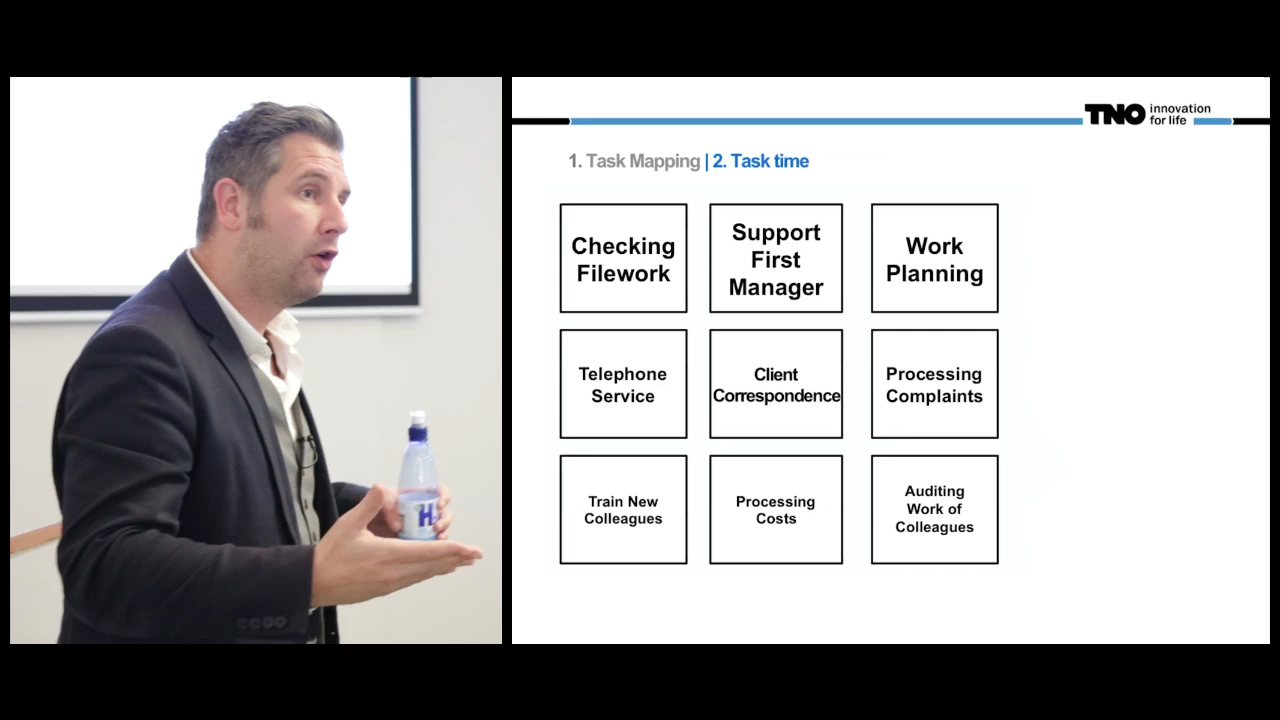 TNO innovation
for life
1. Task Mapping | 2. Task time
Checking
Filework
Support
First
Manager
Work
Planning
Telephone
Service
Client
Correspondence
Processing
Complaints
Train New
Colleagues
Processing
Costs
Auditing
Work of
Colleagues
H